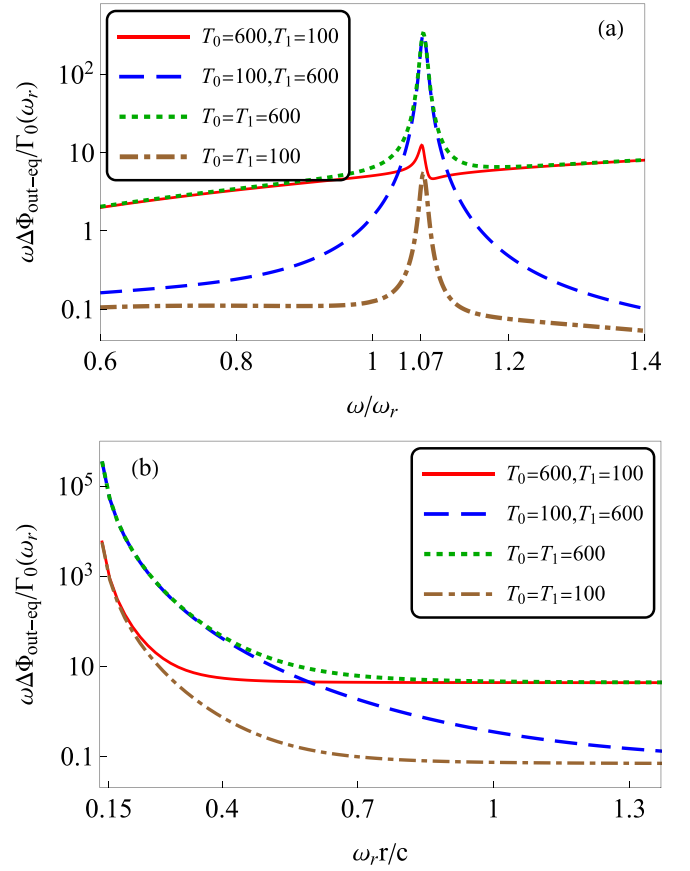 (a)
T₀=600,T₁=100
T₀=100,T₁=600
T₀=T₁=600
T₀=T₁=100
ωΔΦout−eq/Γ₀(ωᵣ)
10²
10
1
0.1
0.6 0.8 1 1.07 1.2 1.4
ω/ωᵣ
(b)
T₀=600,T₁=100
T₀=100,T₁=600
T₀=T₁=600
T₀=T₁=100
ωΔΦout−eq/Γ₀(ωᵣ)
10⁵
10³
10
0.1
0.15 0.4 0.7 1 1.3
ωᵣr/c